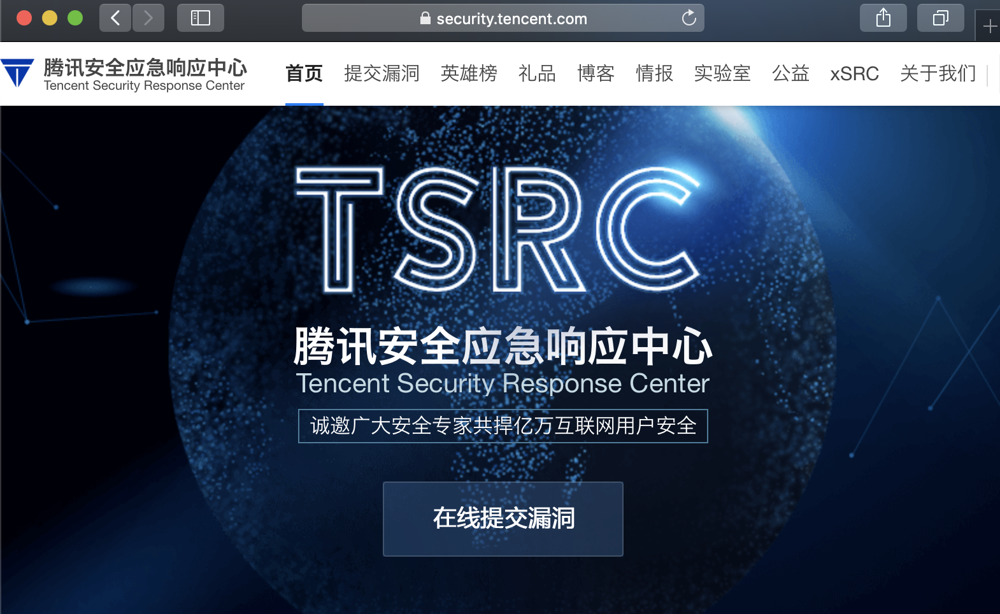 security.tencent.com
腾讯安全应急响应中心
Tencent Security Response Center
首页 提交漏洞 英雄榜 礼品 博客 情报 实验室 公益 xSRC 关于我们
TSRC
腾讯安全应急响应中心
Tencent Security Response Center
诚邀广大安全专家共捍亿万互联网用户安全
在线提交漏洞